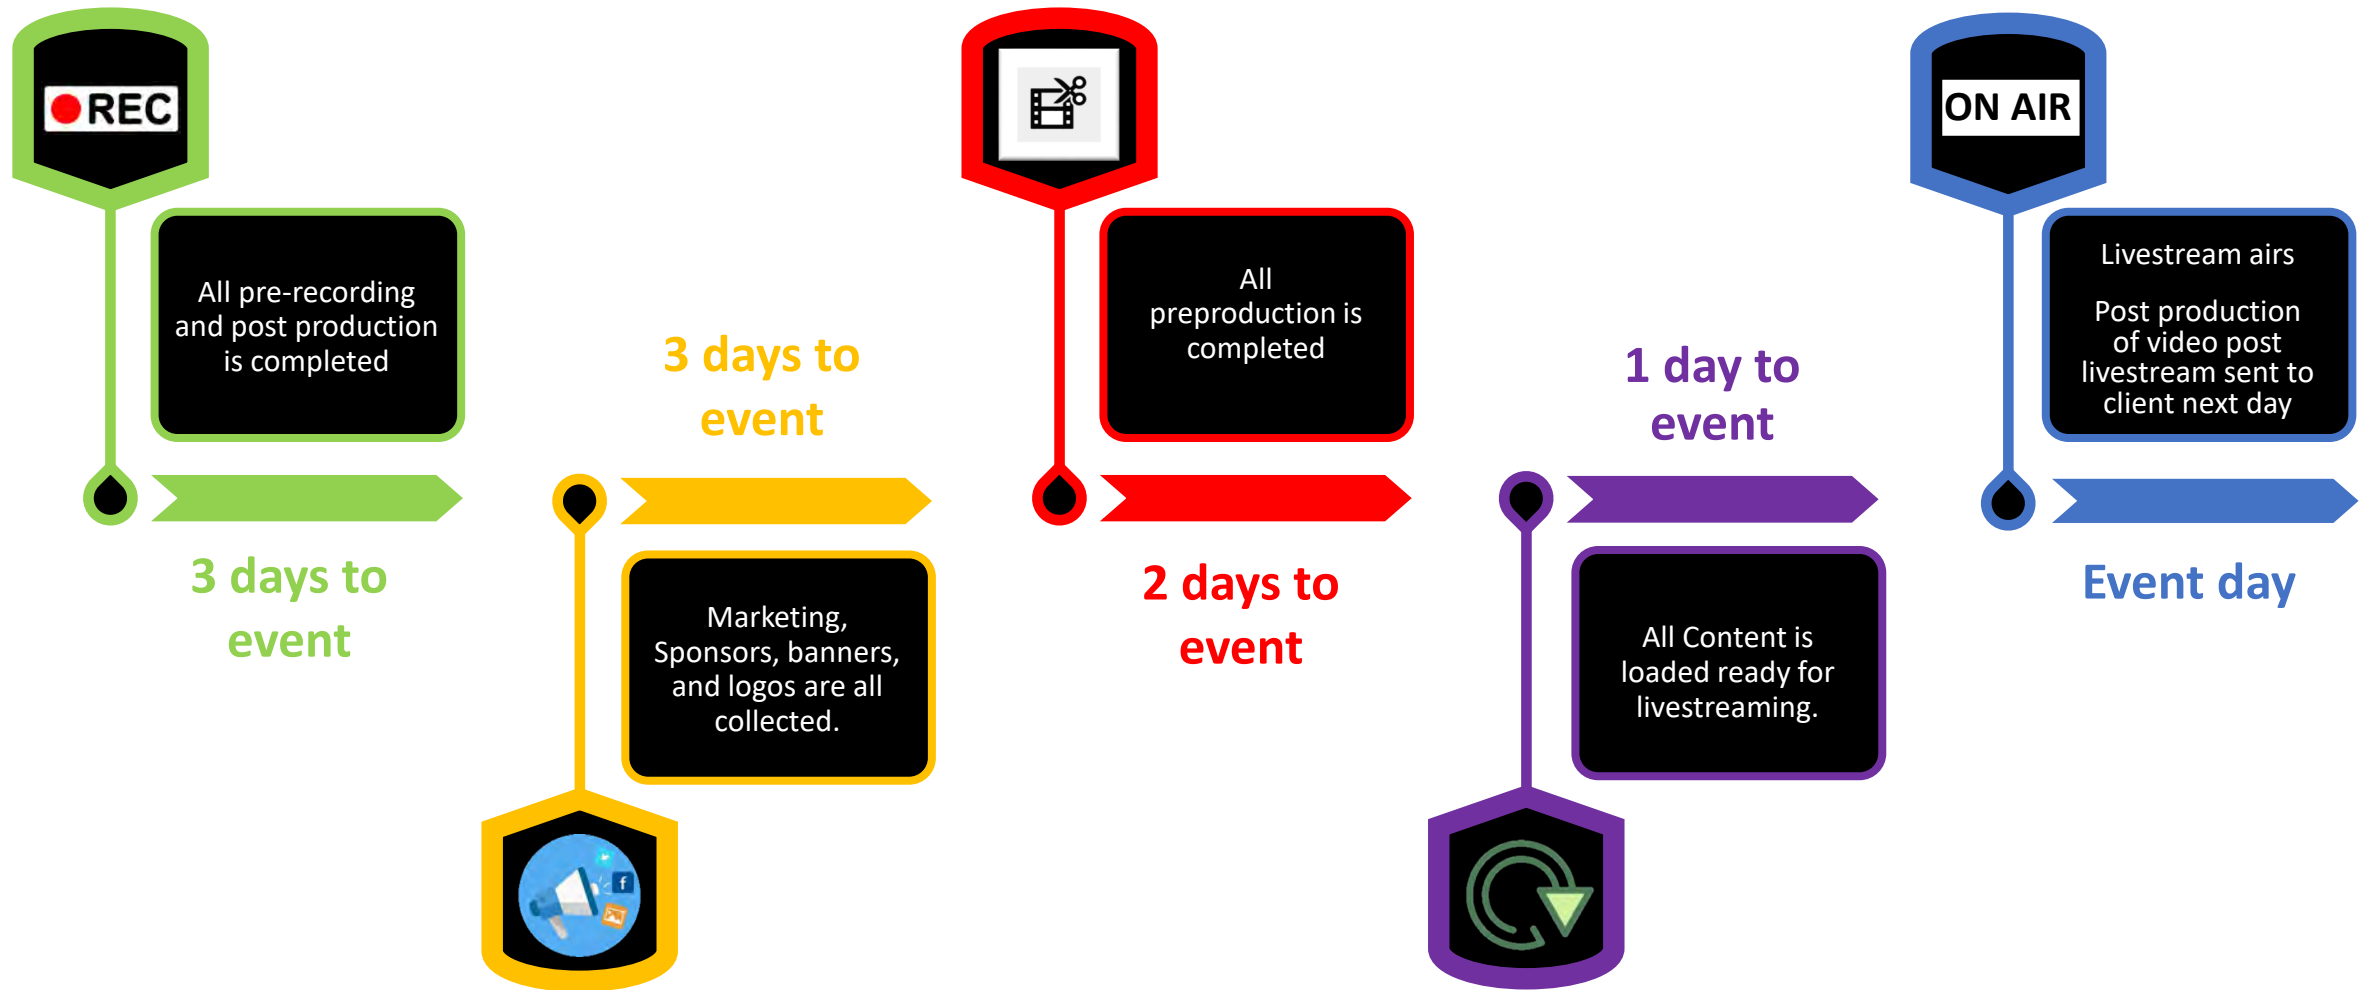 REC
All pre-recording
and post production
is completed
3 days to
event
3 days to
event
Marketing,
Sponsors, banners,
and logos are all
collected.
f
All
preproduction is
completed
2 days to
event
1 day to
event
All Content is
loaded ready for
livestreaming.
ON AIR
Livestream airs
Post production
of video post
livestream sent to
client next day
Event day